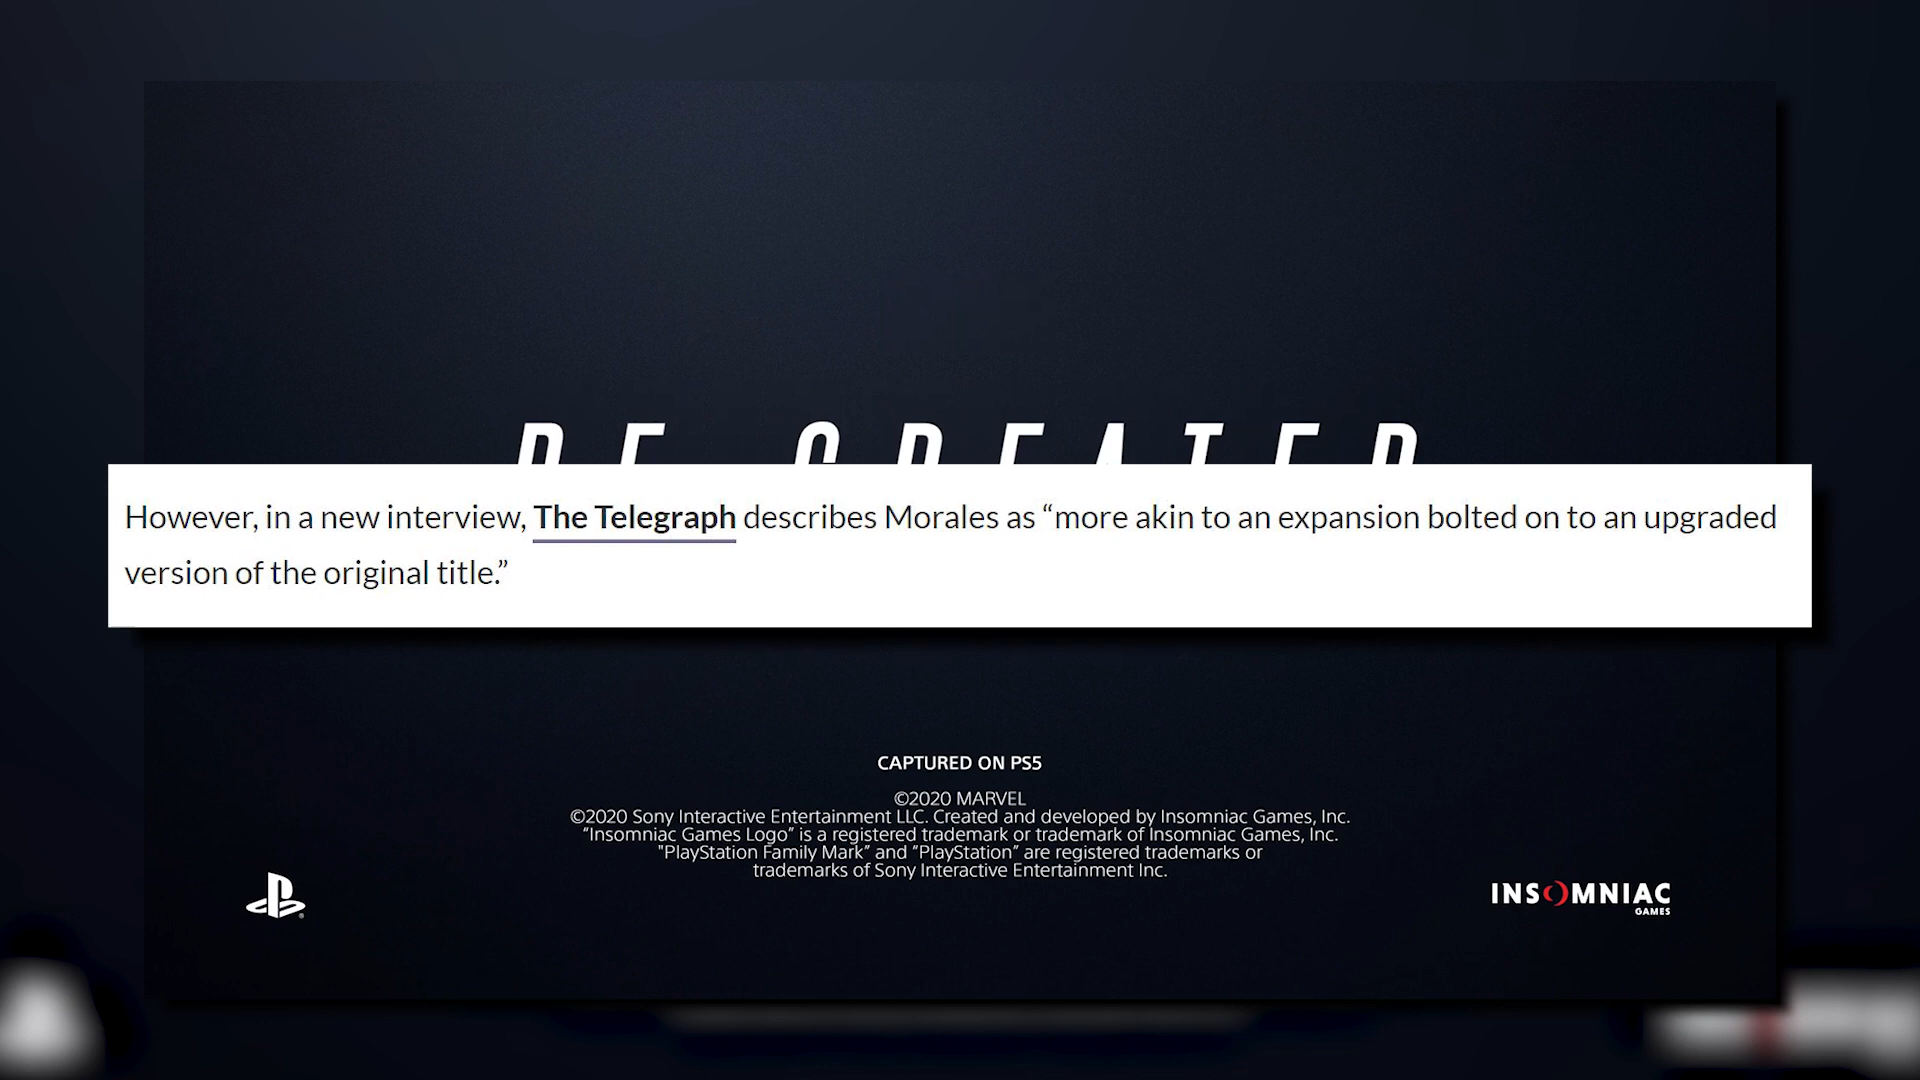 However, in a new interview, The Telegraph describes Morales as “more akin to an expansion bolted on to an upgraded
version of the original title.”
CAPTURED ON PS5
©2020 MARVEL
©2020 Sony Interactive Entertainment LLC. Created and developed by Insomniac Games, Inc.
“Insomniac Games Logo” is a registered trademark or trademark of Insomniac Games, Inc.
"PlayStation Family Mark” and “PlayStation” are registered trademarks or
trademarks of Sony Interactive Entertainment Inc.
INSOMNIAC
GAMES